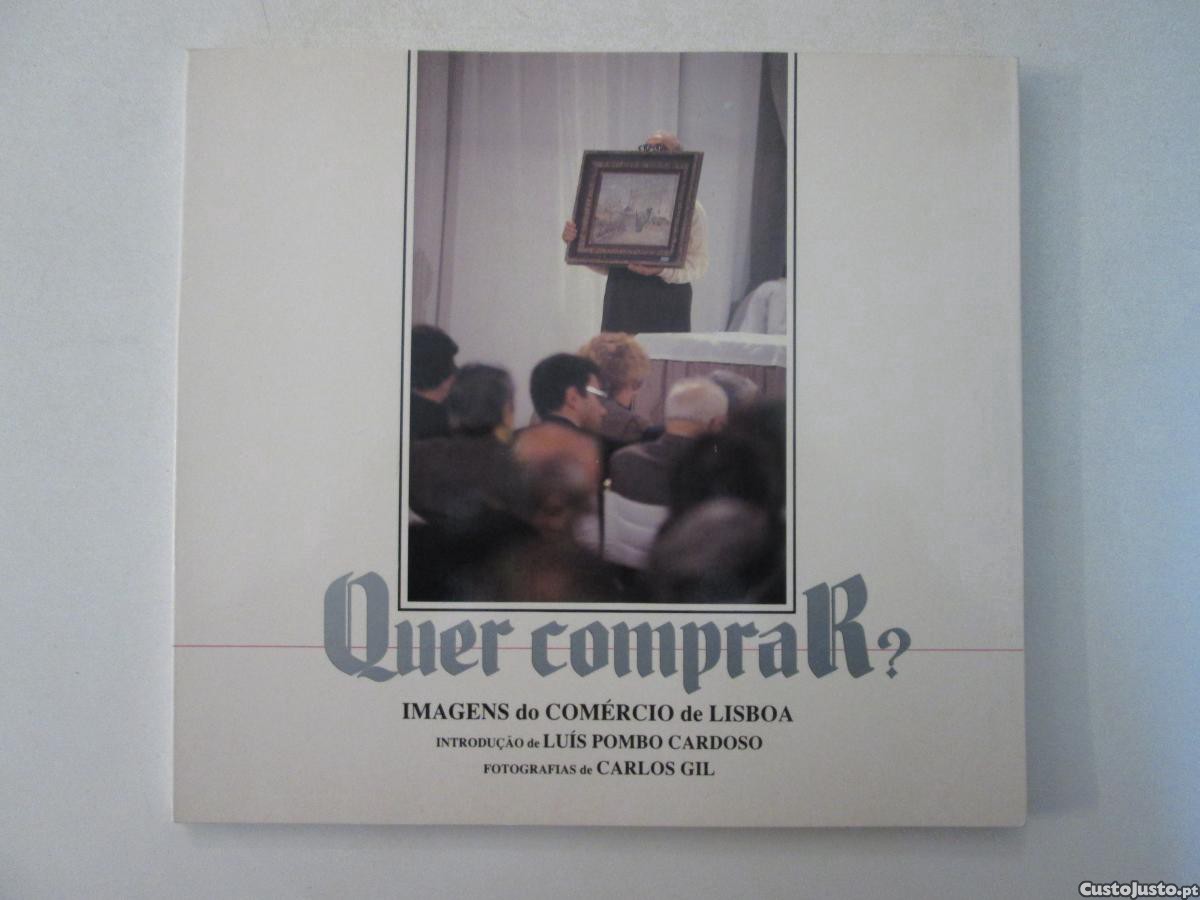 Quer compraR?
IMAGENS do COMÉRCIO de LISBOA
INTRODUÇÃO de LUÍS POMBO CARDOSO
FOTOGRAFIAS de CARLOS GIL
CustoJusto.pt